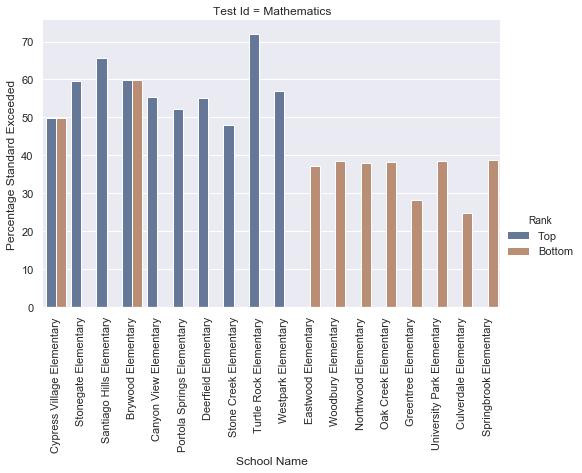 Test Id = Mathematics
Percentage Standard Exceeded
70
60
50
40
30
20
10
0
Cypress Village Elementary
Stonegate Elementary
Santiago Hills Elementary
Brywood Elementary
Canyon View Elementary
Portola Springs Elementary
Deerfield Elementary
Stone Creek Elementary
Turtle Rock Elementary
Westpark Elementary
Eastwood Elementary
Woodbury Elementary
Northwood Elementary
Oak Creek Elementary
Greentree Elementary
University Park Elementary
Culverdale Elementary
Springbrook Elementary
School Name
Rank
Top
Bottom